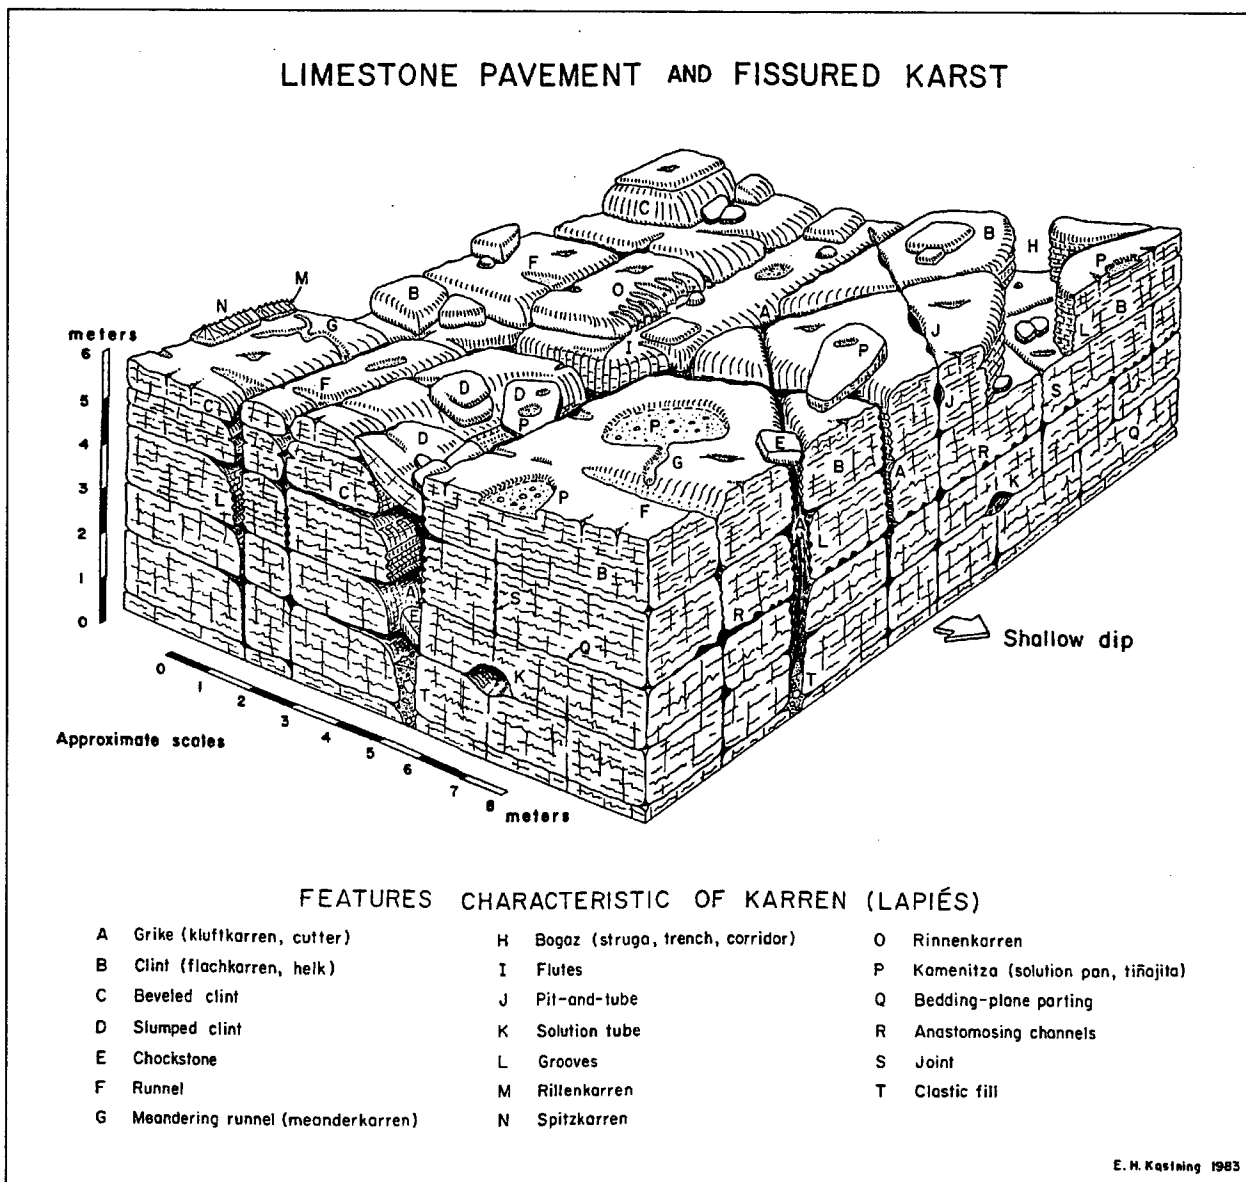 LIMESTONE PAVEMENT AND FISSURED KARST
C
B
H
F
P
M
O
N
B
B
G
A
meters
I
J
L
6
P
F
D
S
U
5
C
D
J
P
P
Q
4
E
R
G
B
A
3
C
K
L
P
F
2
A
L
B
1
A
S
E
R
0
Q
Shallow dip
K
T
T
0
1
2
3
4
5
6
7
8
Approximate scales
meters
FEATURES CHARACTERISTIC OF KARREN (LAPIÉS)
A Grike (kluftkarren, cutter)
B Clint (flachkarren, helk)
C Beveled clint
D Slumped clint
E Chockstone
F Runnel
G Meandering runnel (meanderkarren)
H Bogaz (struga, trench, corridor)
I Flutes
J Pit-and-tube
K Solution tube
L Grooves
M Rillenkarren
N Spitzkarren
O Rinnenkarren
P Kamenitza (solution pan, tiñajita)
Q Bedding-plane parting
R Anastomosing channels
S Joint
T Clastic fill
E. H. Kastning 1983